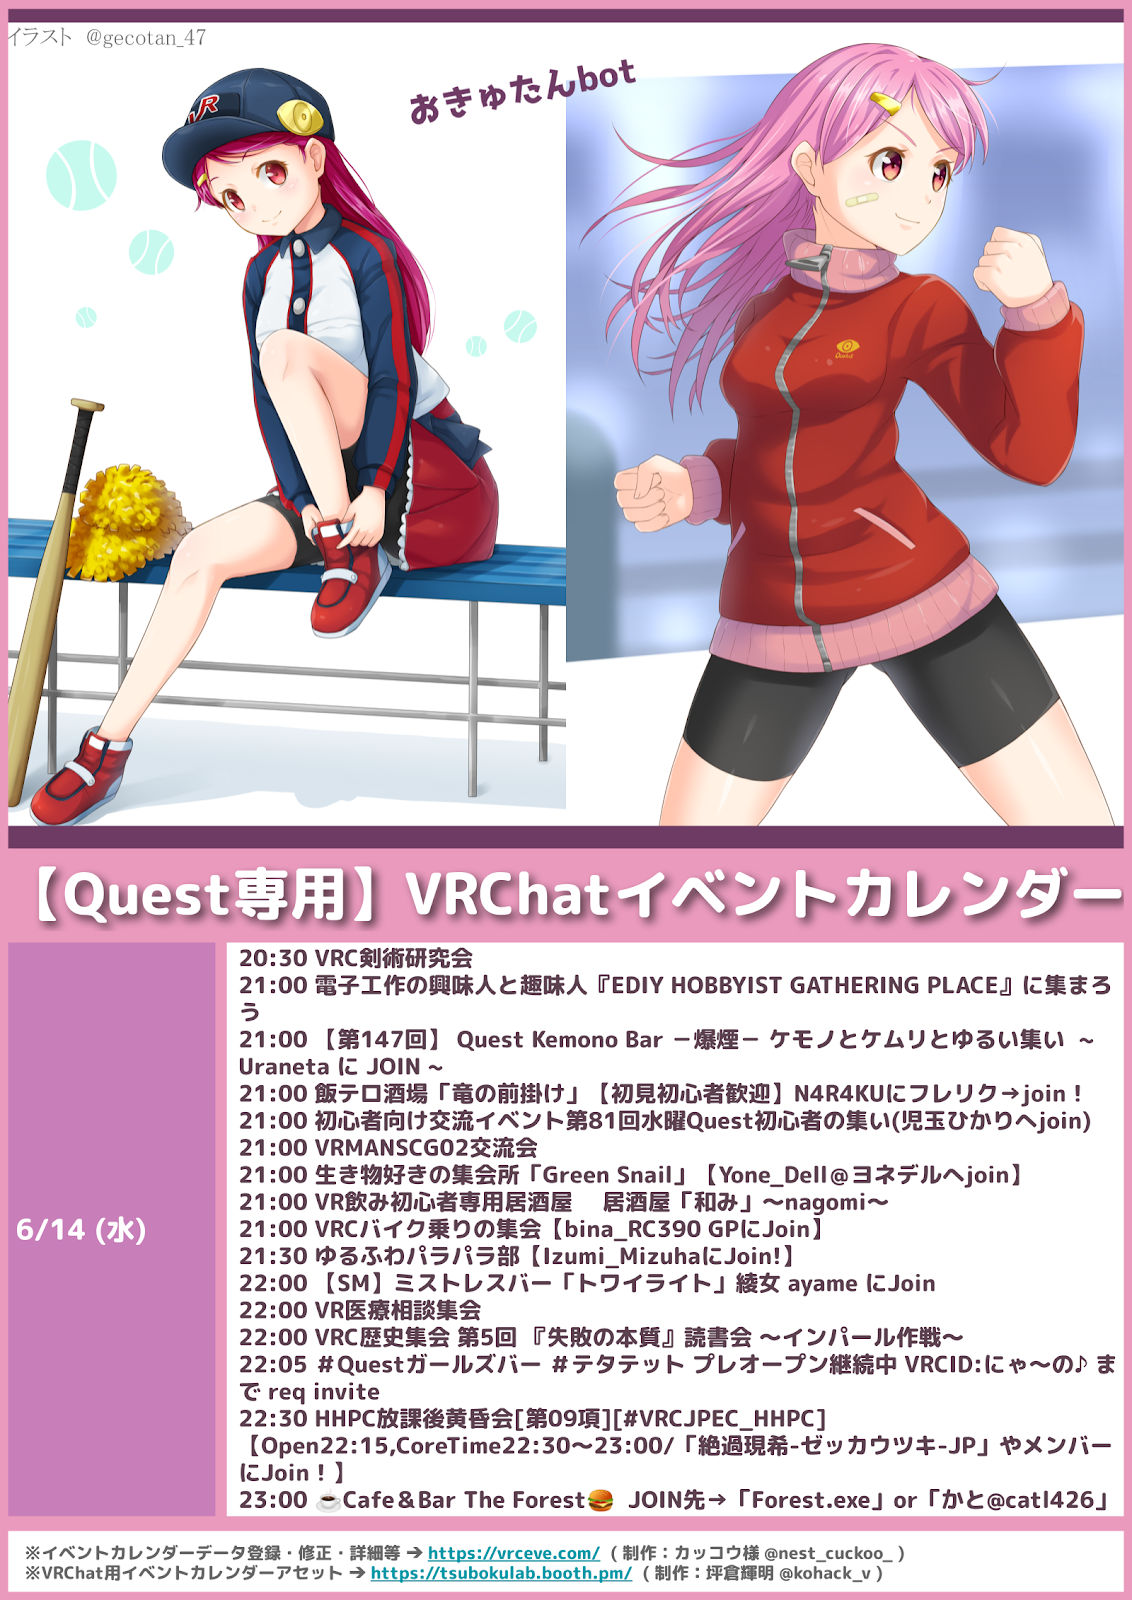 イラスト @gecotan_47
おきゅたんbot
VR
Quest
【Quest専用】VRChatイベントカレンダー
6/14 (水)
20:30 VRC剣術研究会
21:00 電子工作の興味人と趣味人『EDIY HOBBYIST GATHERING PLACE』に集まろ
う
21:00 【第147回】 Quest Kemono Bar －爆煙－ ケモノとケムリとゆるい集い ~
Uraneta に JOIN ~
21:00 飯テロ酒場「竜の前掛け」【初見初心者歓迎】N4R4KUにフレリク→join！
21:00 初心者向け交流イベント第81回水曜Quest初心者の集い(児玉ひかりへjoin)
21:00 VRMANSCG02交流会
21:00 生き物好きの集会所「Green Snail」【Yone_Dell＠ヨネデルへjoin】
21:00 VR飲み初心者専用居酒屋　居酒屋「和み」〜nagomi〜
21:00 VRCバイク乗りの集会【bina_RC390 GPにJoin】
21:30 ゆるふわパラパラ部【Izumi_MizuhaにJoin!】
22:00 【SM】ミストレスバー「トワイライト」綾女 ayame にJoin
22:00 VR医療相談集会
22:00 VRC歴史集会 第5回 『失敗の本質』読書会 〜インパール作戦〜
22:05 ＃Questガールズバー ＃テタテット プレオープン継続中 VRCID:にゃ〜の♪ ま
で req invite
22:30 HHPC放課後黄昏会[第09項][#VRCJPEC_HHPC]
【Open22:15,CoreTime22:30〜23:00/「絶過現希-ゼッカウツキ-JP」やメンバー
にJoin！】
23:00 ☕Cafe＆Bar The Forest🍔 JOIN先→「Forest.exe」or「かと@catl426」
※イベントカレンダーデータ登録・修正・詳細等 ➔ https://vrceve.com/ ( 制作：カッコウ様 @nest_cuckoo_ )
※VRChat用イベントカレンダーアセット ➔ https://tsubokulab.booth.pm/ ( 制作：坪倉輝明 @kohack_v )